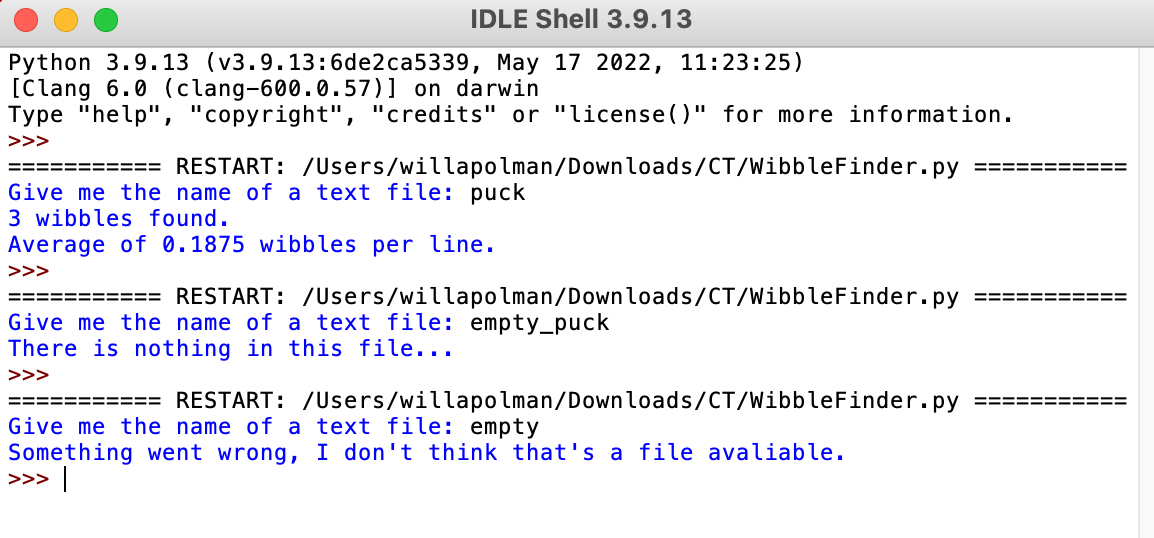 IDLE Shell 3.9.13
Python 3.9.13 (v3.9.13:6de2ca5339, May 17 2022, 11:23:25)
[Clang 6.0 (clang-600.0.57)] on darwin
Type "help", "copyright", "credits" or "license()" for more information.
>>>
=========== RESTART: /Users/willapolman/Downloads/CT/WibbleFinder.py ===========
Give me the name of a text file: puck
3 wibbles found.
Average of 0.1875 wibbles per line.
>>>
=========== RESTART: /Users/willapolman/Downloads/CT/WibbleFinder.py ===========
Give me the name of a text file: empty_puck
There is nothing in this file...
>>>
=========== RESTART: /Users/willapolman/Downloads/CT/WibbleFinder.py ===========
Give me the name of a text file: empty
Something went wrong, I don't think that's a file avaliable.
>>>